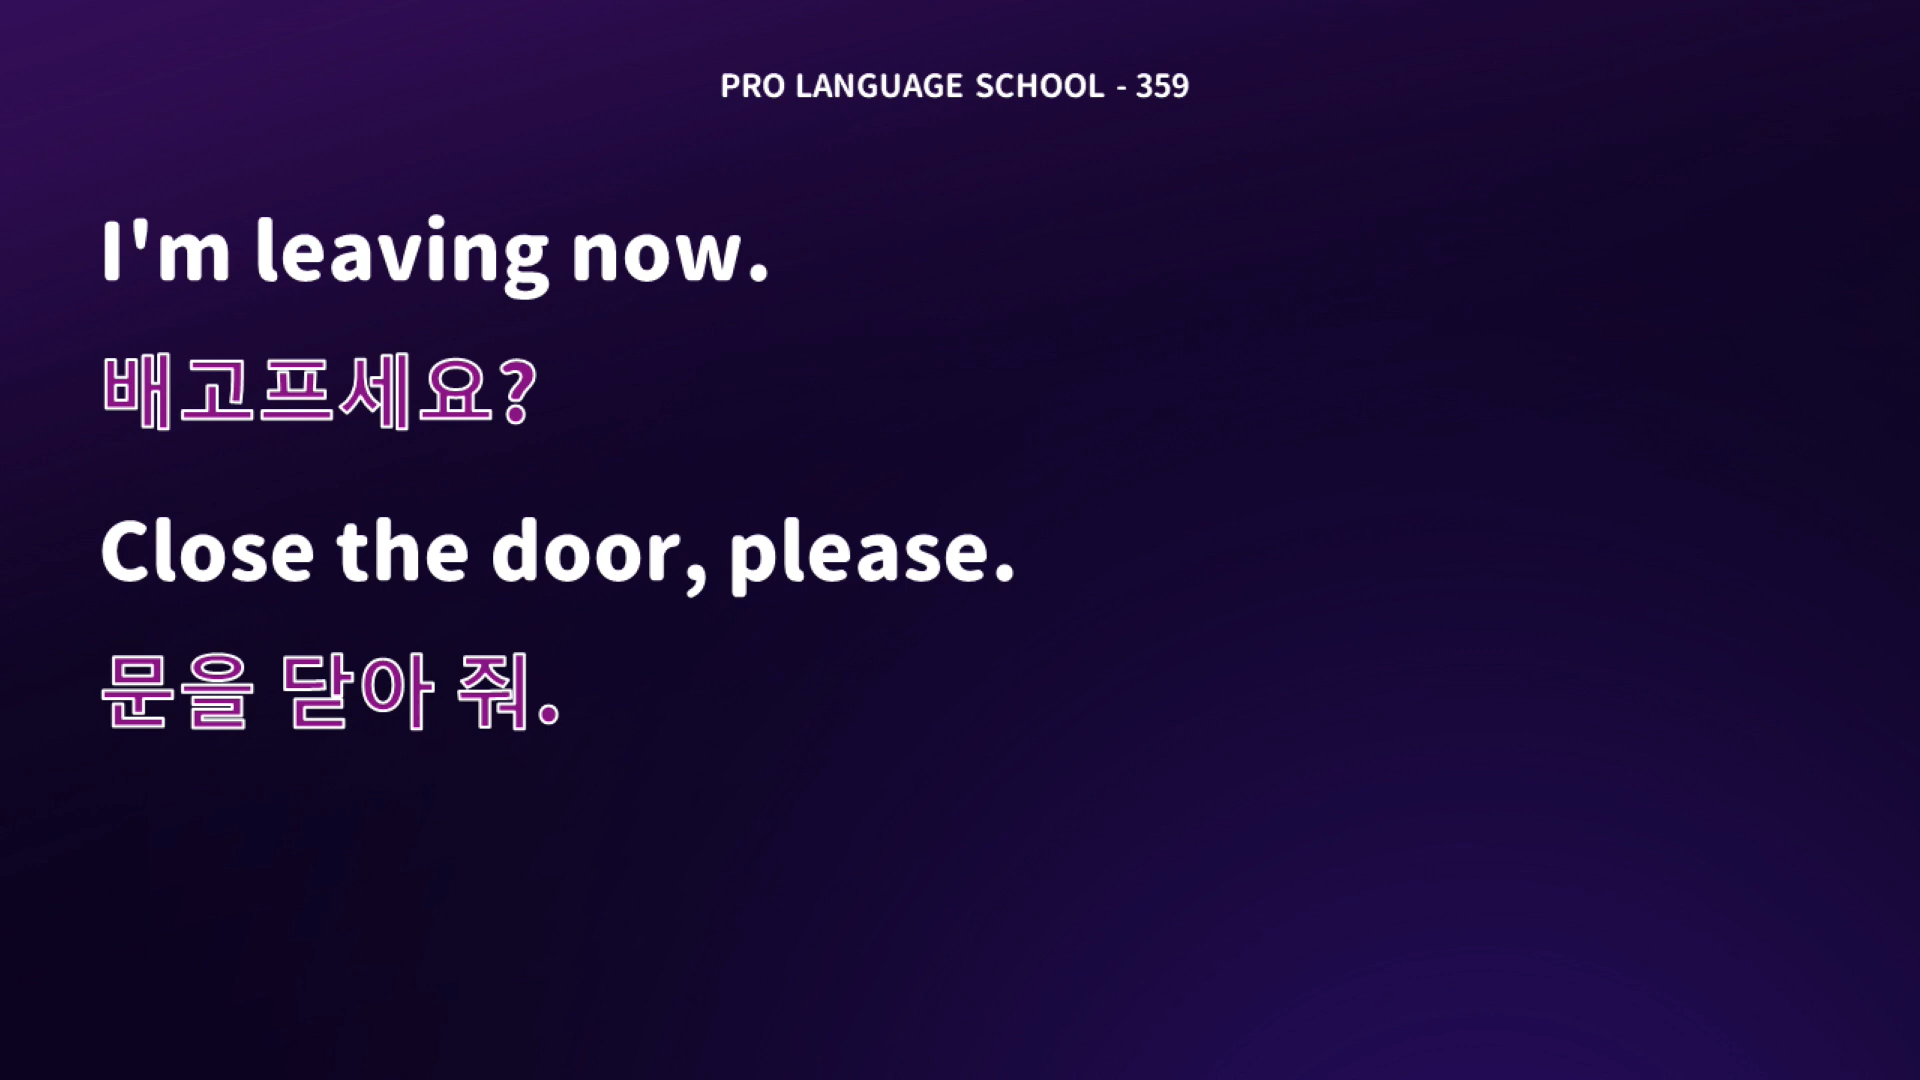 PRO LANGUAGE SCHOOL - 359
I'm leaving now.
배고프세요?
Close the door, please.
문을 닫아 줘.